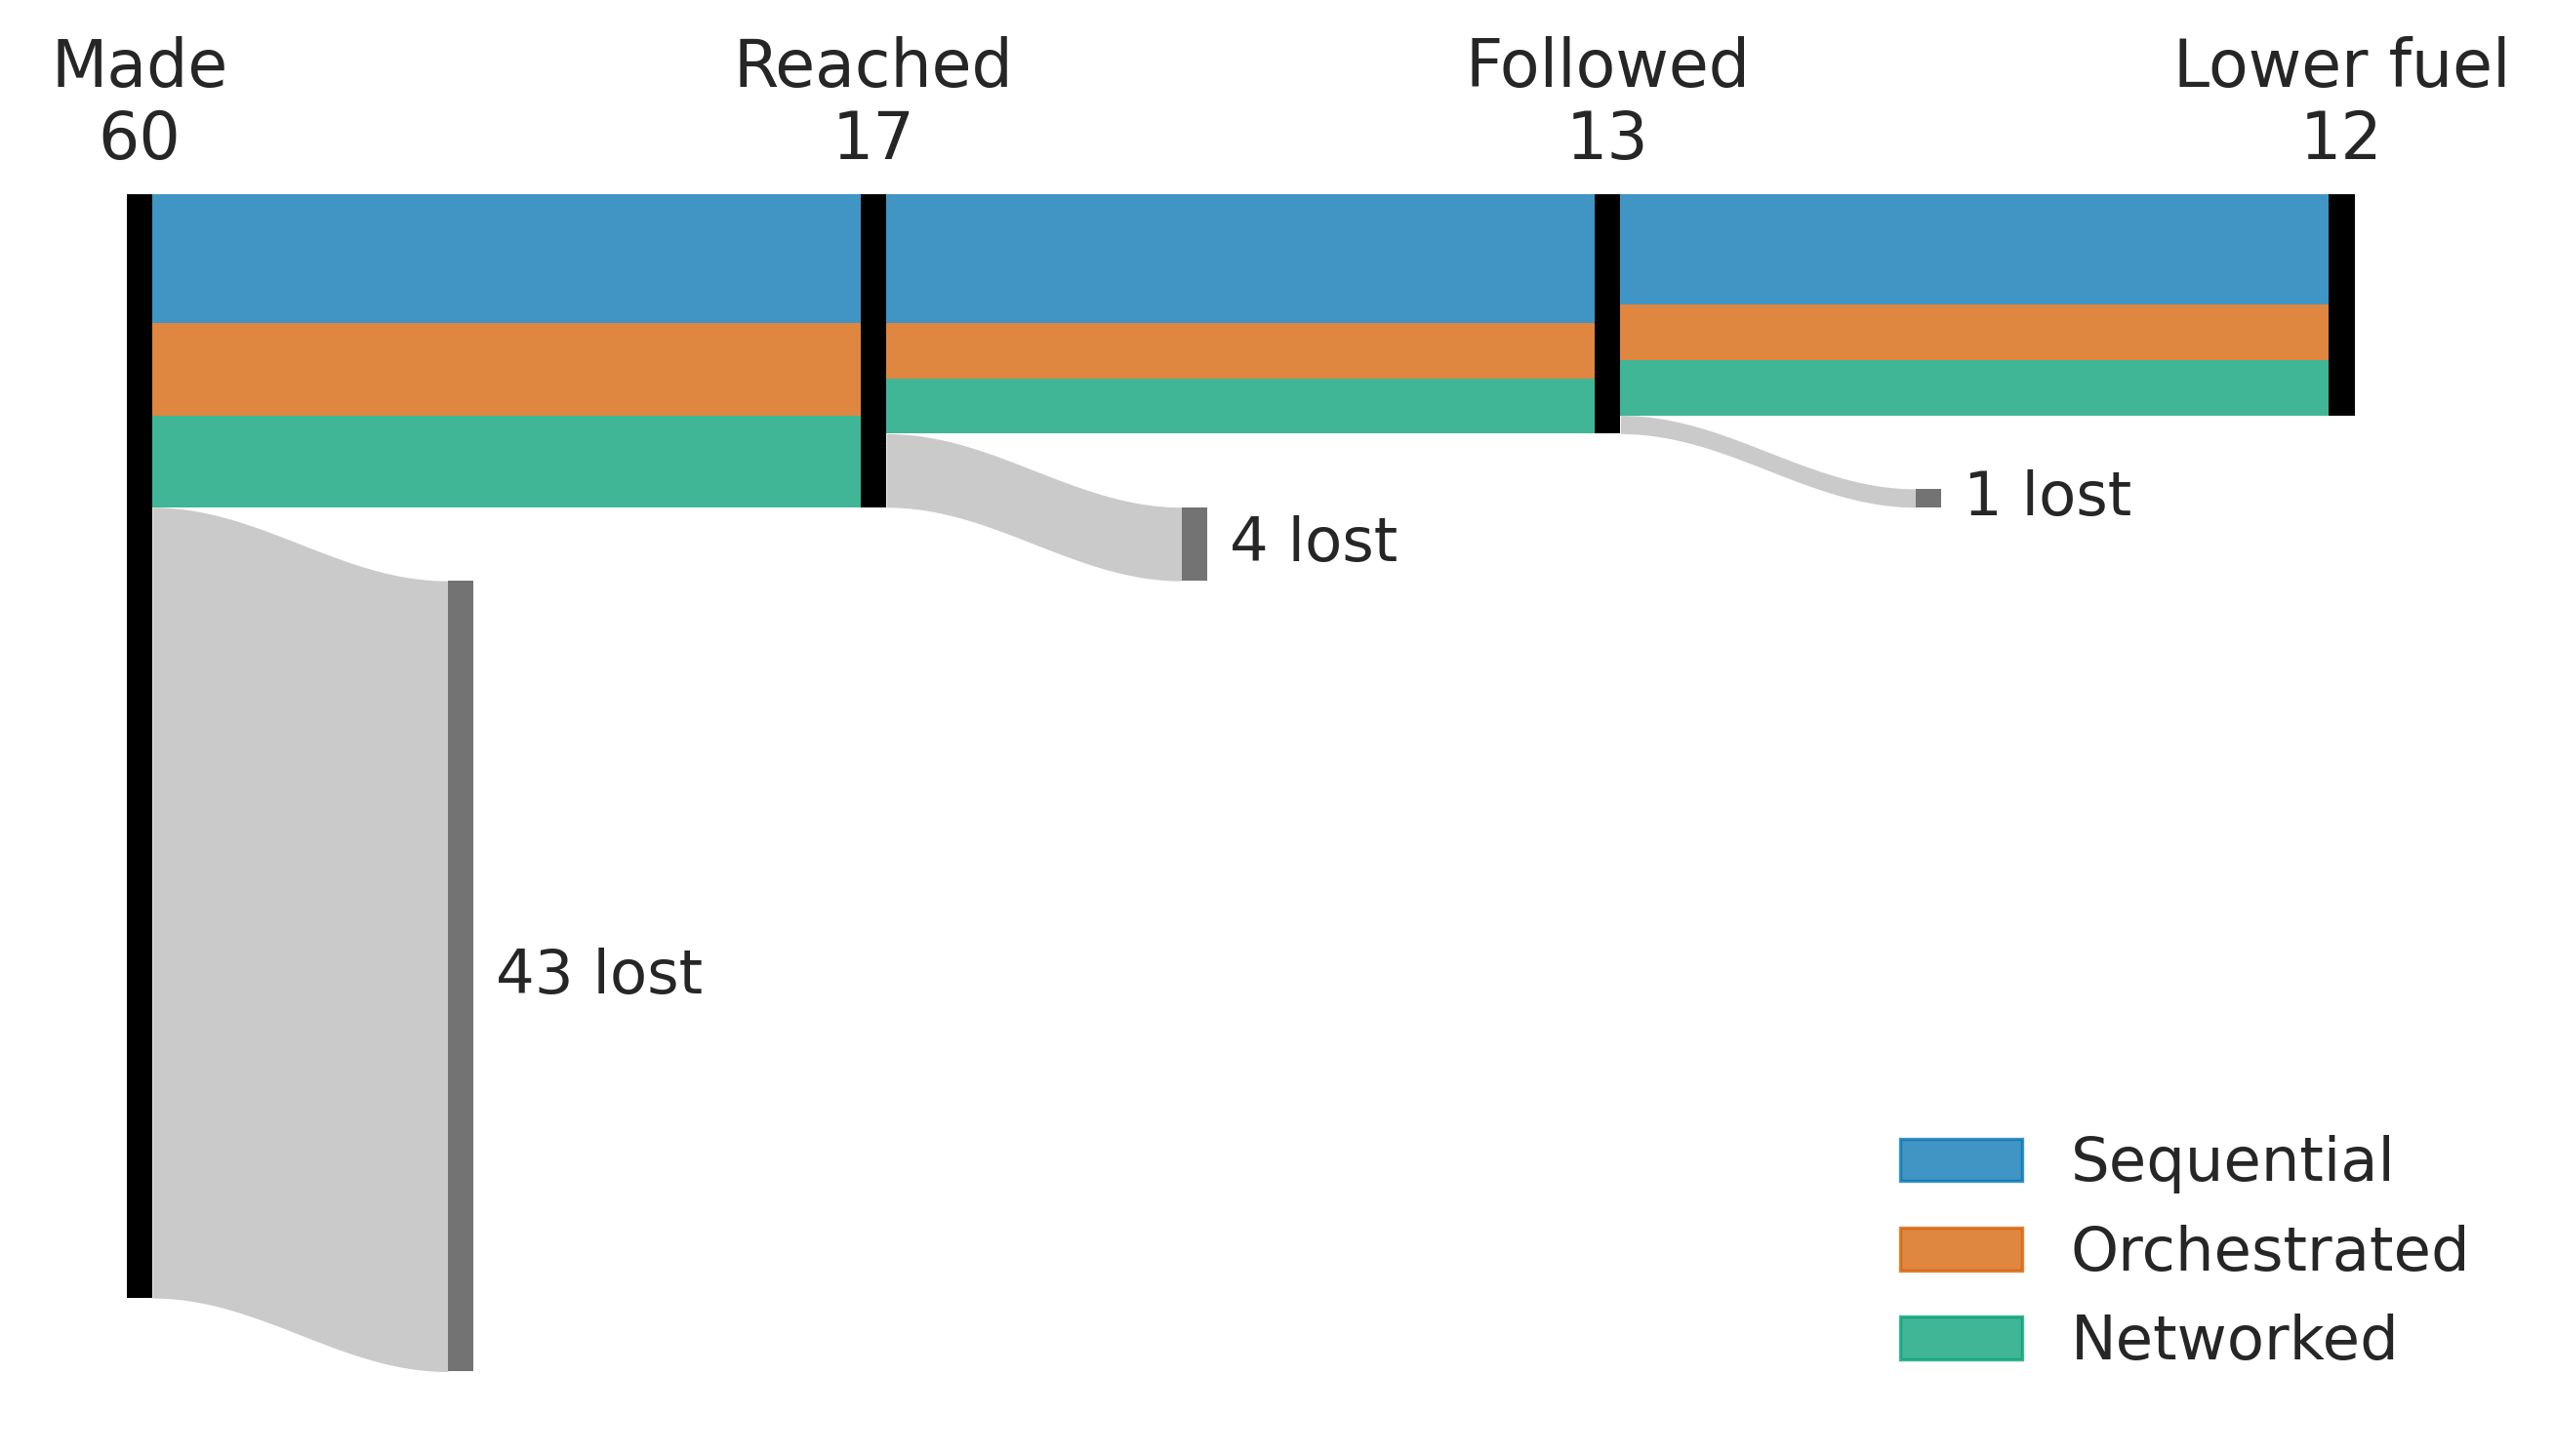 Made
60
Reached
17
Followed
13
Lower fuel
12
1 lost
4 lost
43 lost
Sequential
Orchestrated
Networked